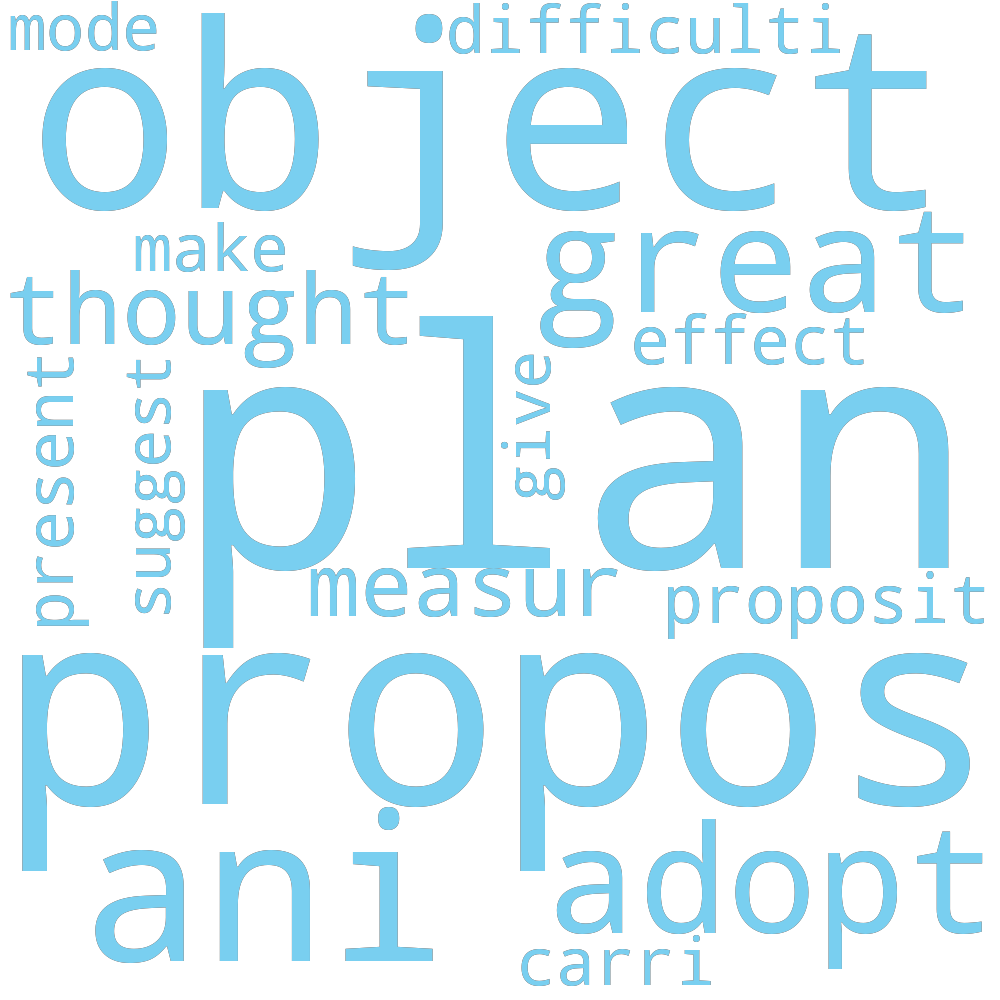 mode
difficulti
object
make
great
thought
effect
present
suggest
plan
give
measur
proposit
propos
ani
adopt
carri